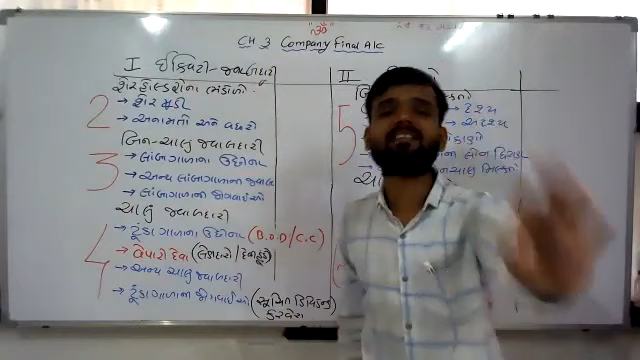 "ૐ"
CH 3 Company Final A/c
I ઈક્વિટી - જવાબદારી
II
શેરહોલ્ડરોના ભંડોળો.
2
→ શેર મૂડી
→ અનામતો અને વધારો
5
→ દૃશ્ય
→ અદૃશ્ય
બિન-ચાલુ જવાબદારી
3
→ લાંબાગાળાના ઉછીના
→ અન્ય લાંબાગાળાની જવાબ
→ લાંબાગાળાની જોગવાઈઓ
ચાલુ જવાબદારી
4
→ ટૂંકાગાળાના ઉછીના (B.O.D/C.C)
→ વેપારી દેવા (લેણદારો/દેવીહૂંડી)
→ અન્ય ચાલુ જવાબદારી
→ ટૂંકાગાળાની જોગવાઈઓ (સૂચિત ડિવિડન્ડ
કરવેરા